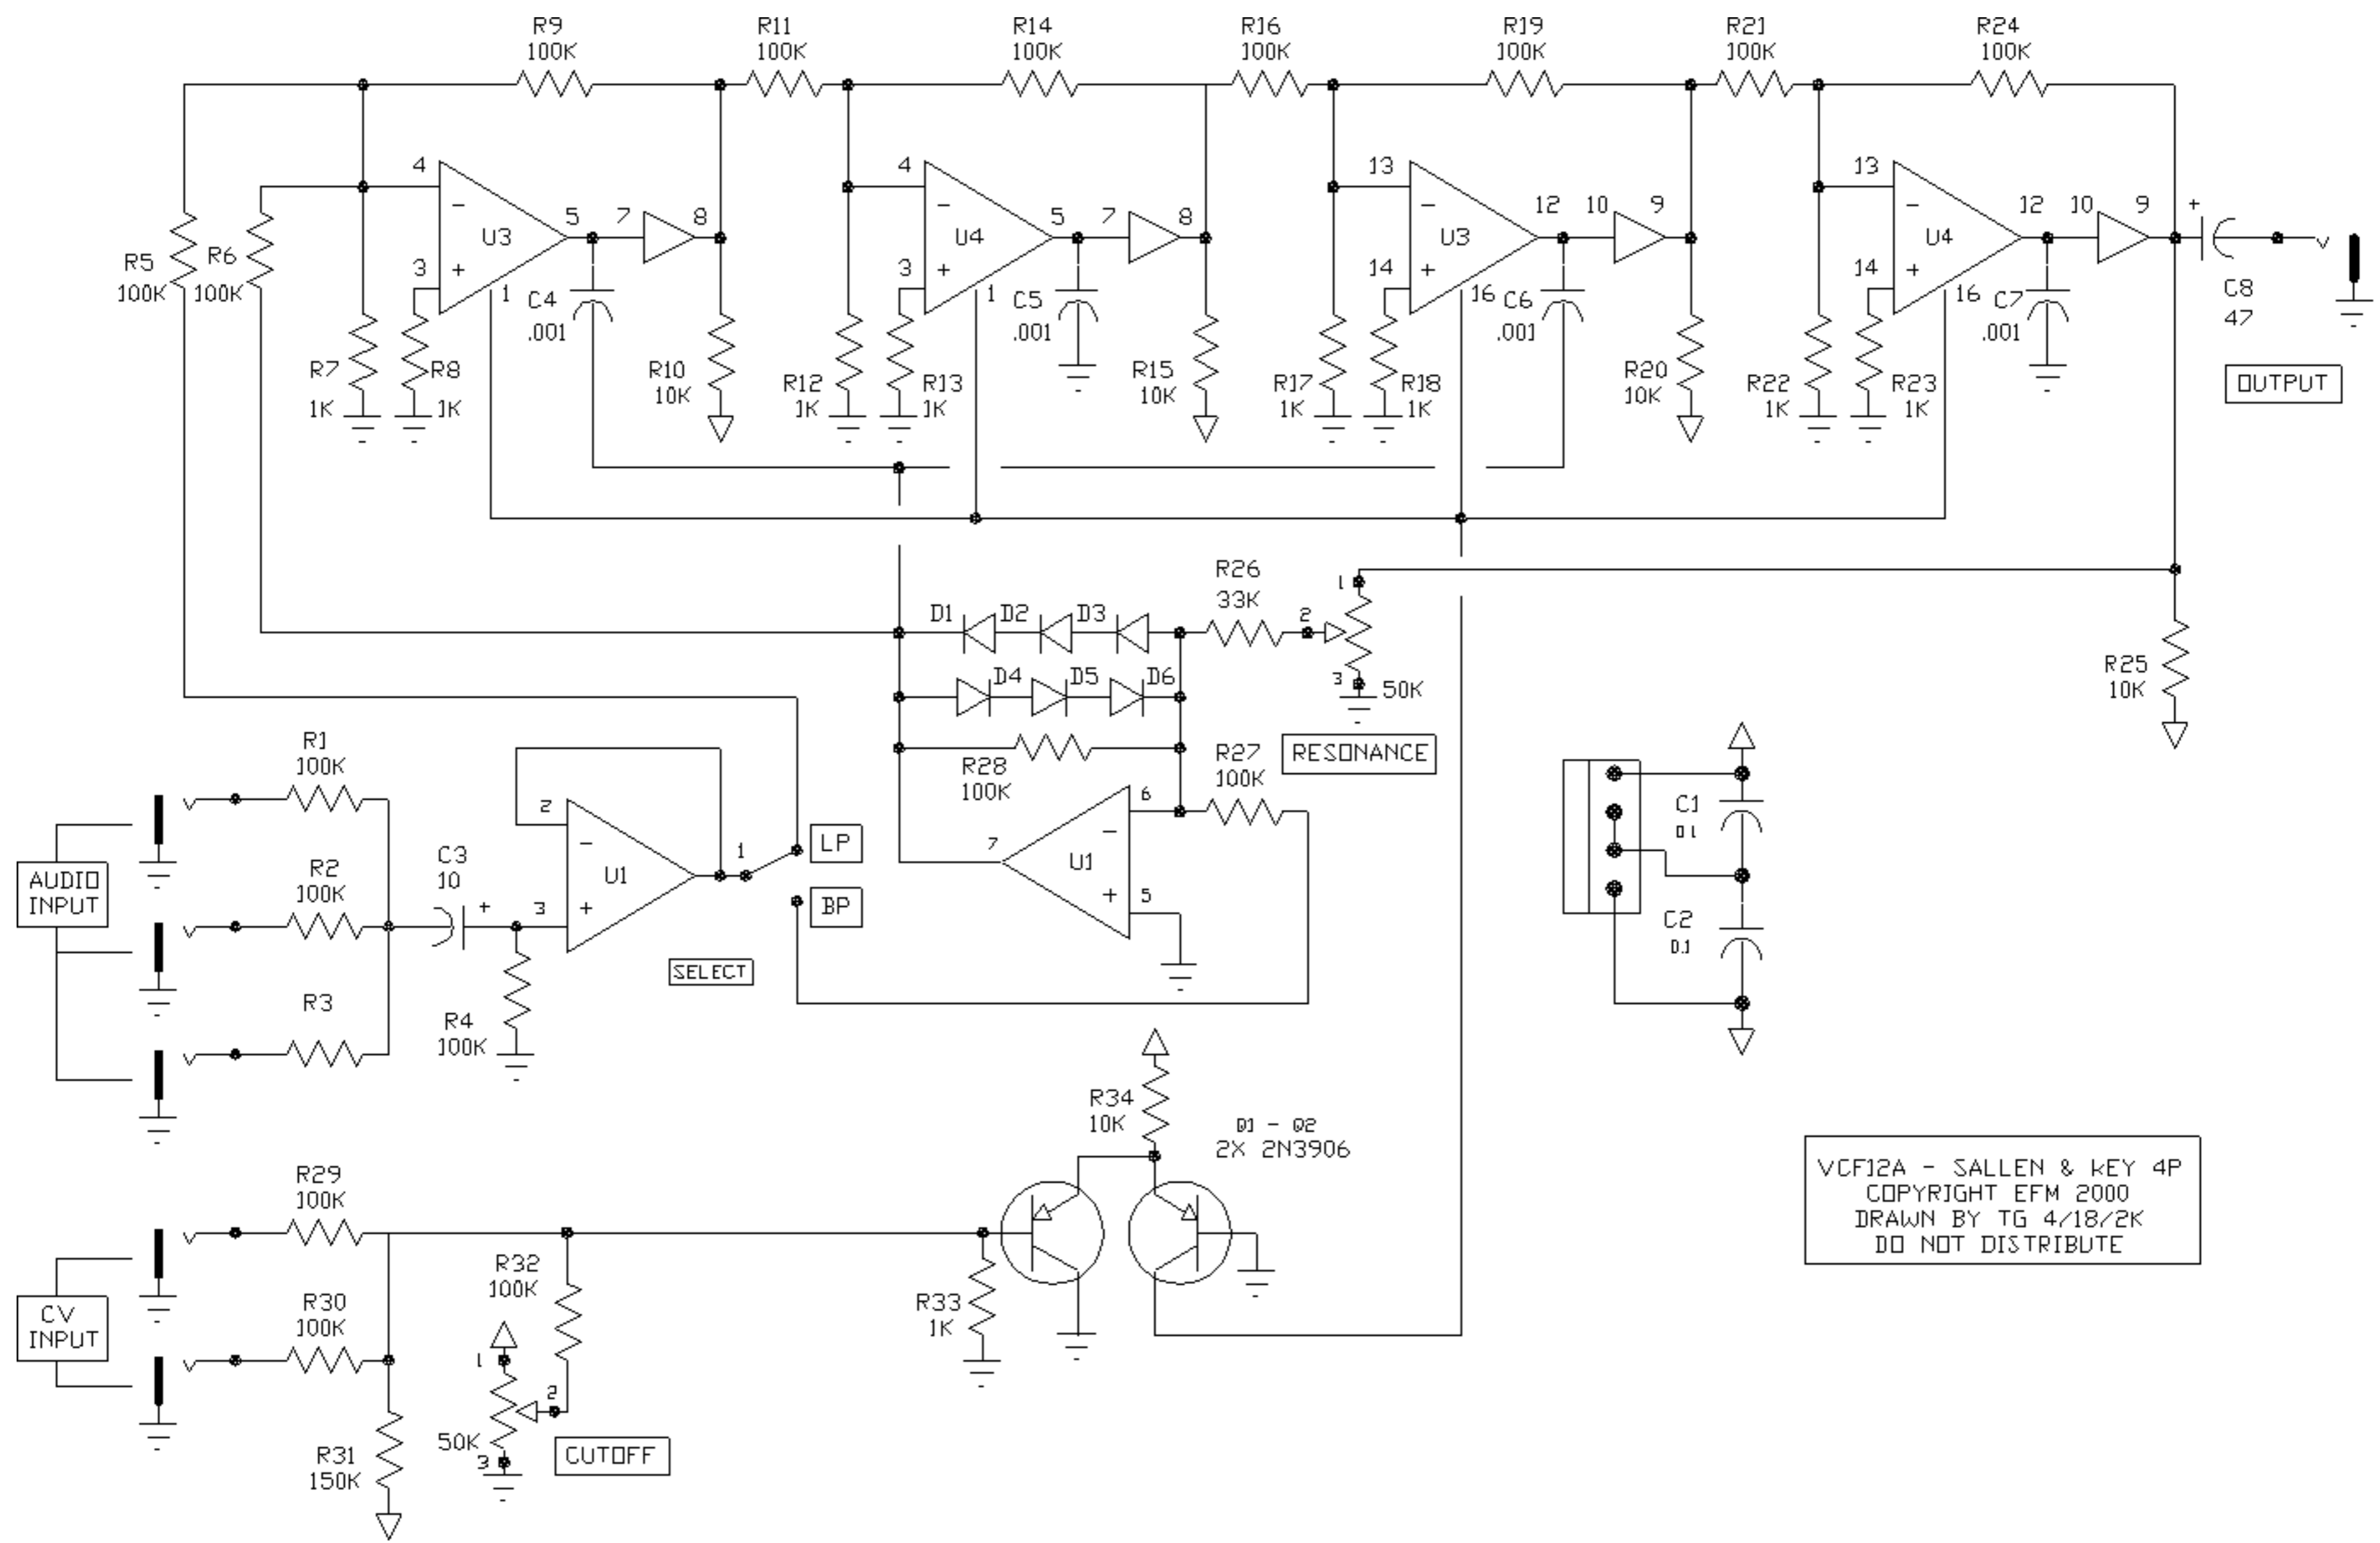 R9
100K
R11
100K
R14
100K
R16
100K
R19
100K
R21
100K
R24
100K
4
-
U3
3
+
1
5
7
8
4
-
U4
3
+
1
5
7
8
13
-
U3
14
+
16
12
10
9
13
-
U4
14
+
16
12
10
9
+
C8
47
OUTPUT
R5
100K
R6
100K
C4
.001
C5
.001
C6
.001
C7
.001
R7
1K
R8
1K
R10
10K
R12
1K
R13
1K
R15
10K
R17
1K
R18
1K
R20
10K
R22
1K
R23
1K
R26
33K
1
2
3
50K
RESONANCE
D1
D2
D3
D4
D5
D6
R28
100K
R27
100K
R25
10K
R1
100K
R2
100K
R3
AUDIO
INPUT
C3
10
+
R4
100K
2
-
3
+
U1
1
LP
BP
SELECT
7
U1
6
-
+
5
C1
0.1
C2
0.1
R34
10K
Q1 - Q2
2X 2N3906
VCF12A - SALLEN & KEY 4P
COPYRIGHT EFM 2000
DRAWN BY TG 4/18/2K
DO NOT DISTRIBUTE
R29
100K
R30
100K
CV
INPUT
R31
150K
R32
100K
1
2
50K
3
CUTOFF
R33
1K